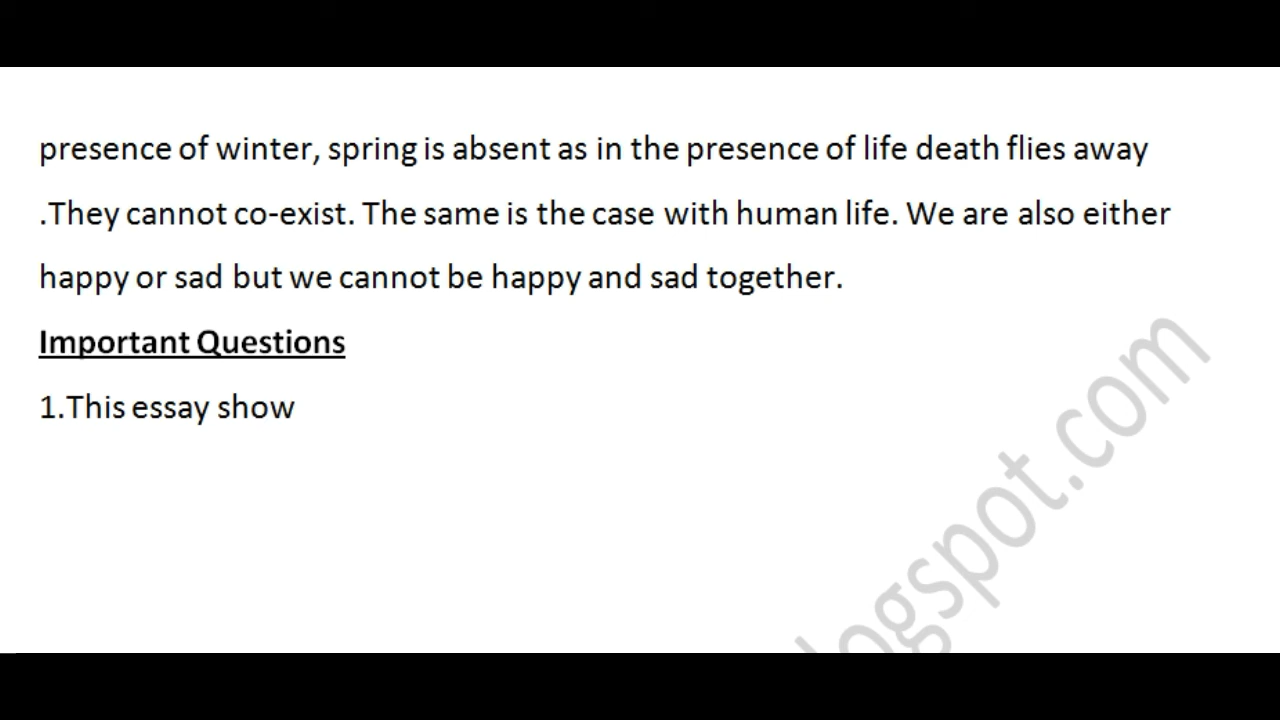 presence of winter, spring is absent as in the presence of life death flies away
.They cannot co-exist. The same is the case with human life. We are also either
happy or sad but we cannot be happy and sad together.
Important Questions
1.This essay show
logspot.com